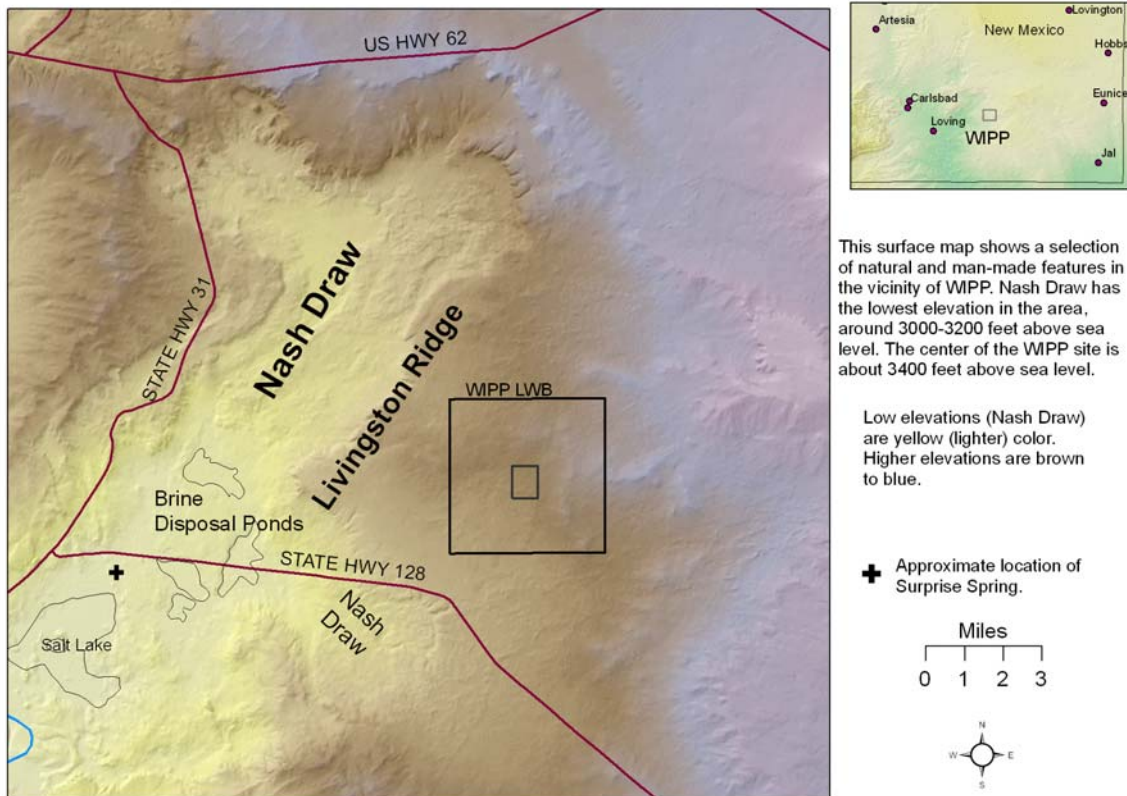 US HWY 62
STATE HWY 31
Nash Draw
Livingston Ridge
WIPP LWB
Brine
Disposal Ponds
STATE HWY 128
Nash
Draw
Salt Lake
Artesia
Lovington
New Mexico
Hobbs
Carlsbad
Eunice
Loving
WIPP
Jal
This surface map shows a selection
of natural and man-made features in
the vicinity of WIPP. Nash Draw has
the lowest elevation in the area,
around 3000-3200 feet above sea
level. The center of the WIPP site is
about 3400 feet above sea level.
Low elevations (Nash Draw)
are yellow (lighter) color.
Higher elevations are brown
to blue.
Approximate location of
Surprise Spring.
Miles
0 1 2 3
N
W E
S